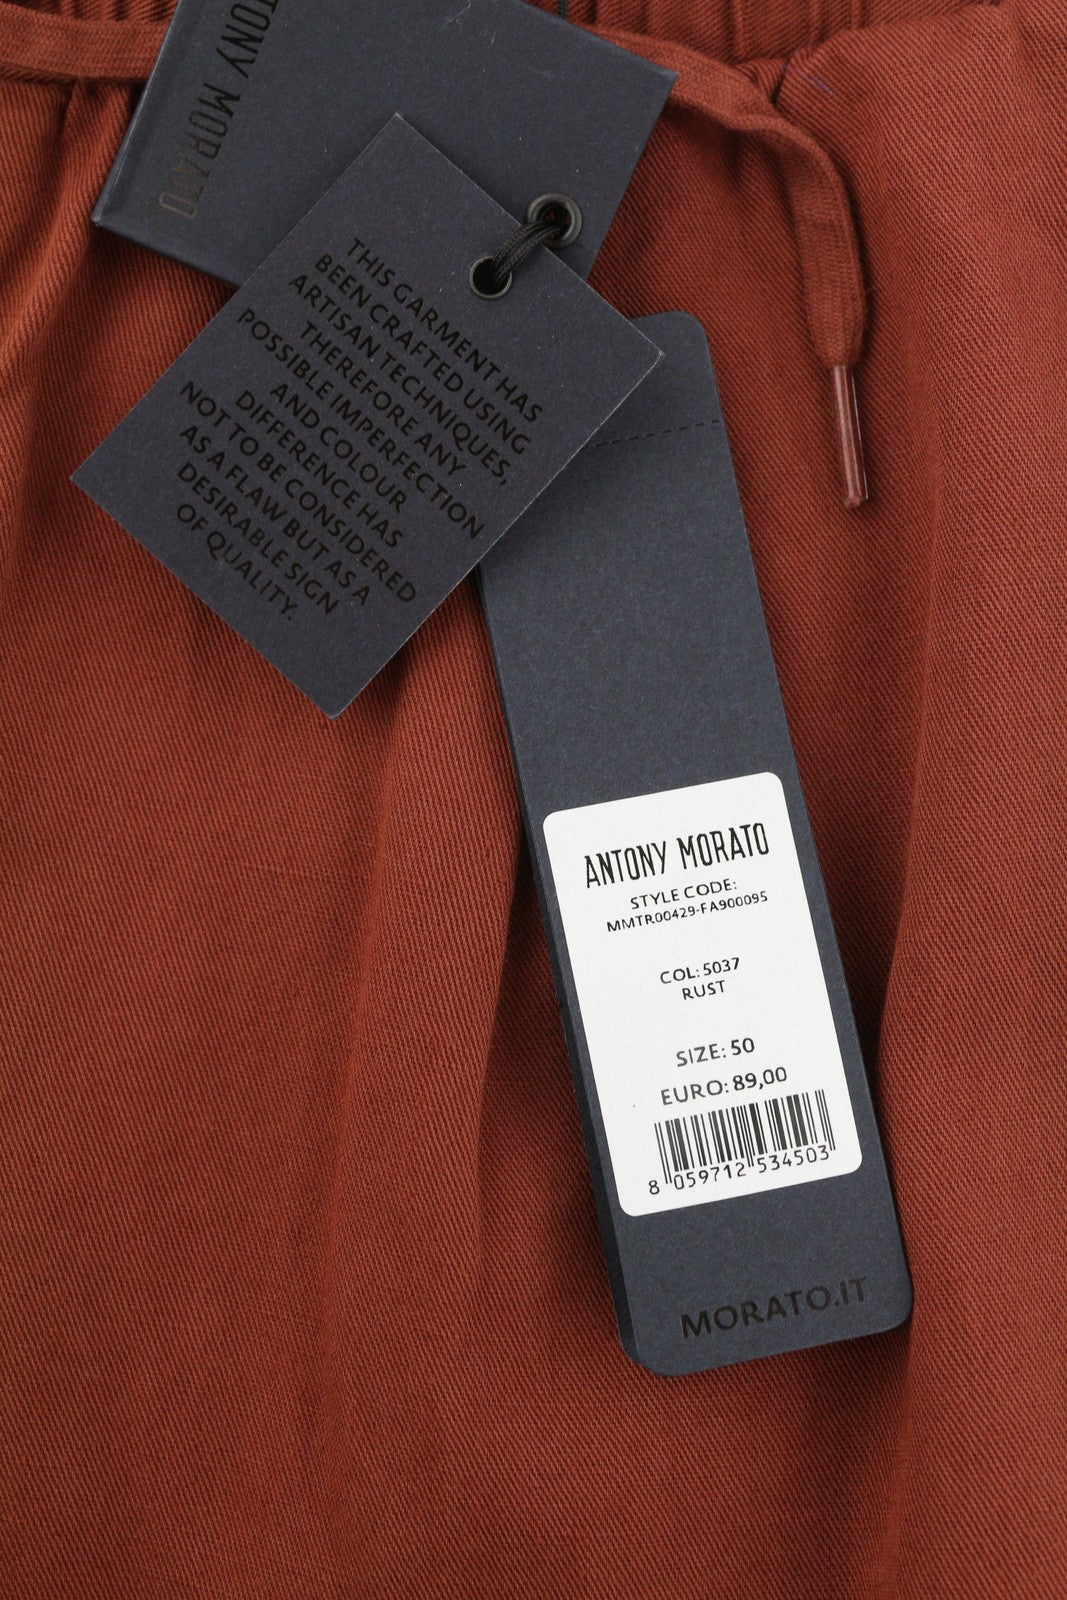 TONY MORATO
THIS GARMENT HAS
BEEN CRAFTED USING
ARTISAN TECHNIQUES,
THEREFORE ANY
POSSIBLE IMPERFECTION
AND COLOUR
DIFFERENCE HAS
NOT TO BE CONSIDERED
AS A FLAW BUT AS A
DESIRABLE SIGN
OF QUALITY.
ANTONY MORATO
STYLE CODE:
MMTR00429-FA900095
COL: 5037
RUST
SIZE: 50
EURO: 89,00
8 059712 534503
MORATO.IT